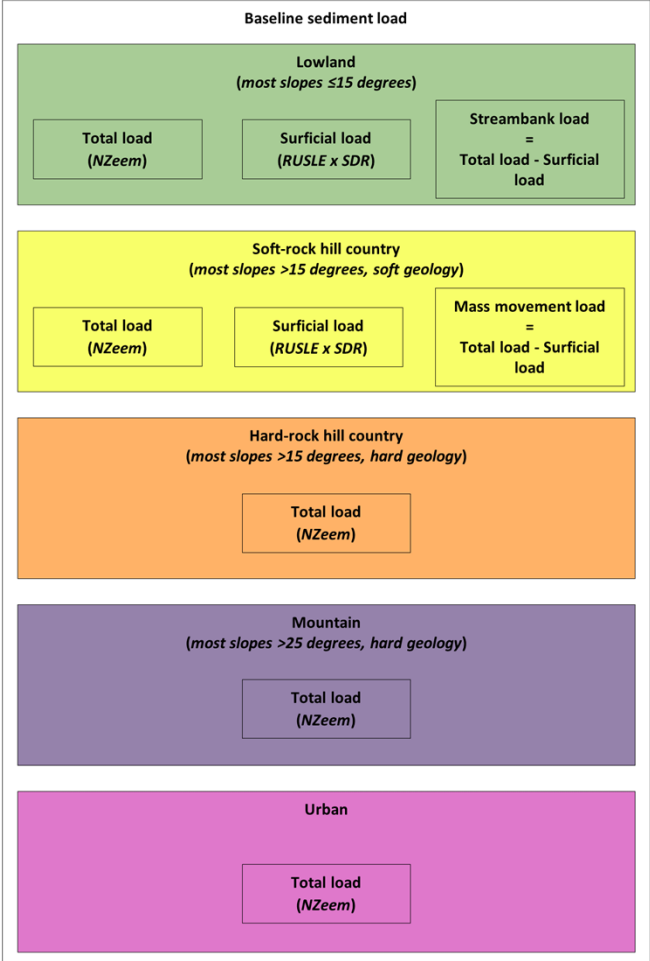 Baseline sediment load
Lowland
(most slopes ≤15 degrees)
Total load
(NZeem)
Surficial load
(RUSLE x SDR)
Streambank load
=
Total load - Surficial
load
Soft-rock hill country
(most slopes >15 degrees, soft geology)
Total load
(NZeem)
Surficial load
(RUSLE x SDR)
Mass movement load
=
Total load - Surficial
load
Hard-rock hill country
(most slopes >15 degrees, hard geology)
Total load
(NZeem)
Mountain
(most slopes >25 degrees, hard geology)
Total load
(NZeem)
Urban
Total load
(NZeem)